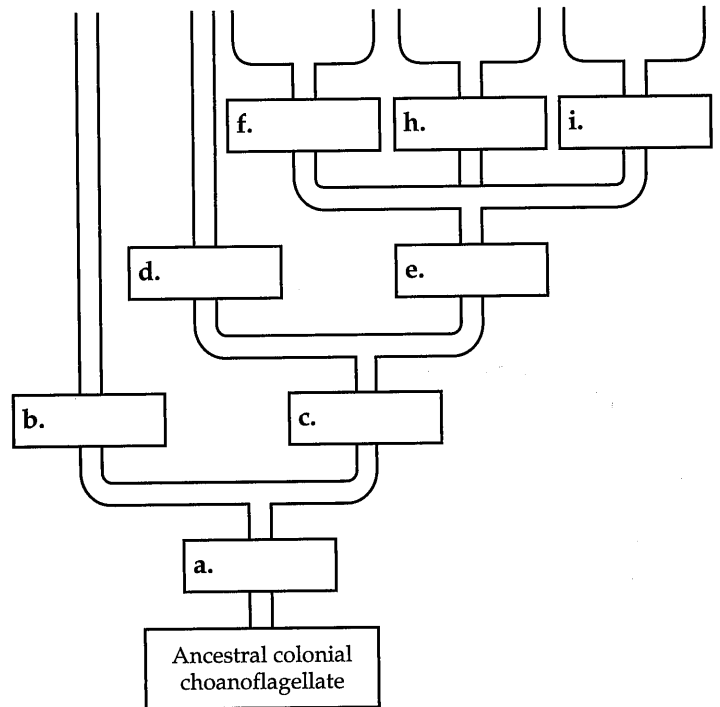 f.
h.
i.
d.
e.
b.
c.
a.
Ancestral colonial
choanoflagellate